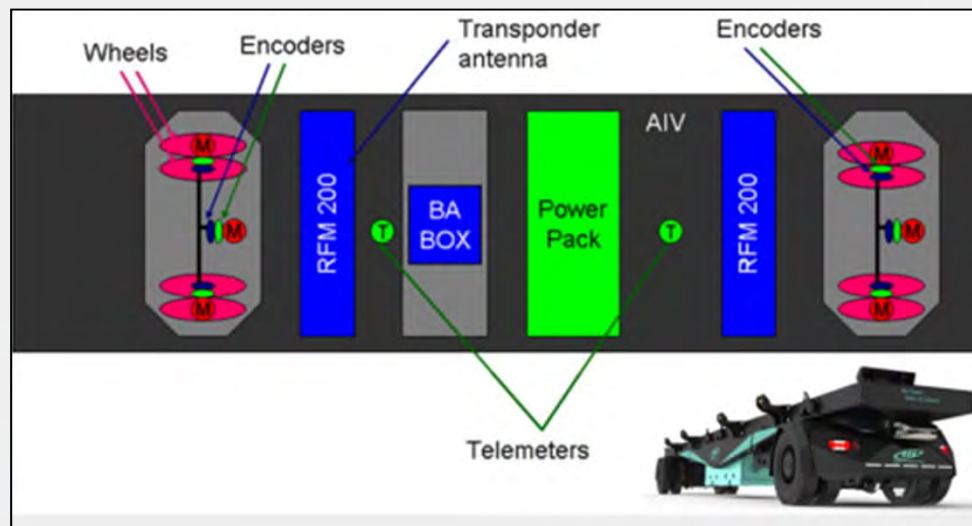 Wheels
Encoders
Transponder
antenna
Encoders
M
M
RFM 200
T
BA
BOX
Power
Pack
AIV
T
RFM 200
M
M
M
M
Telemeters